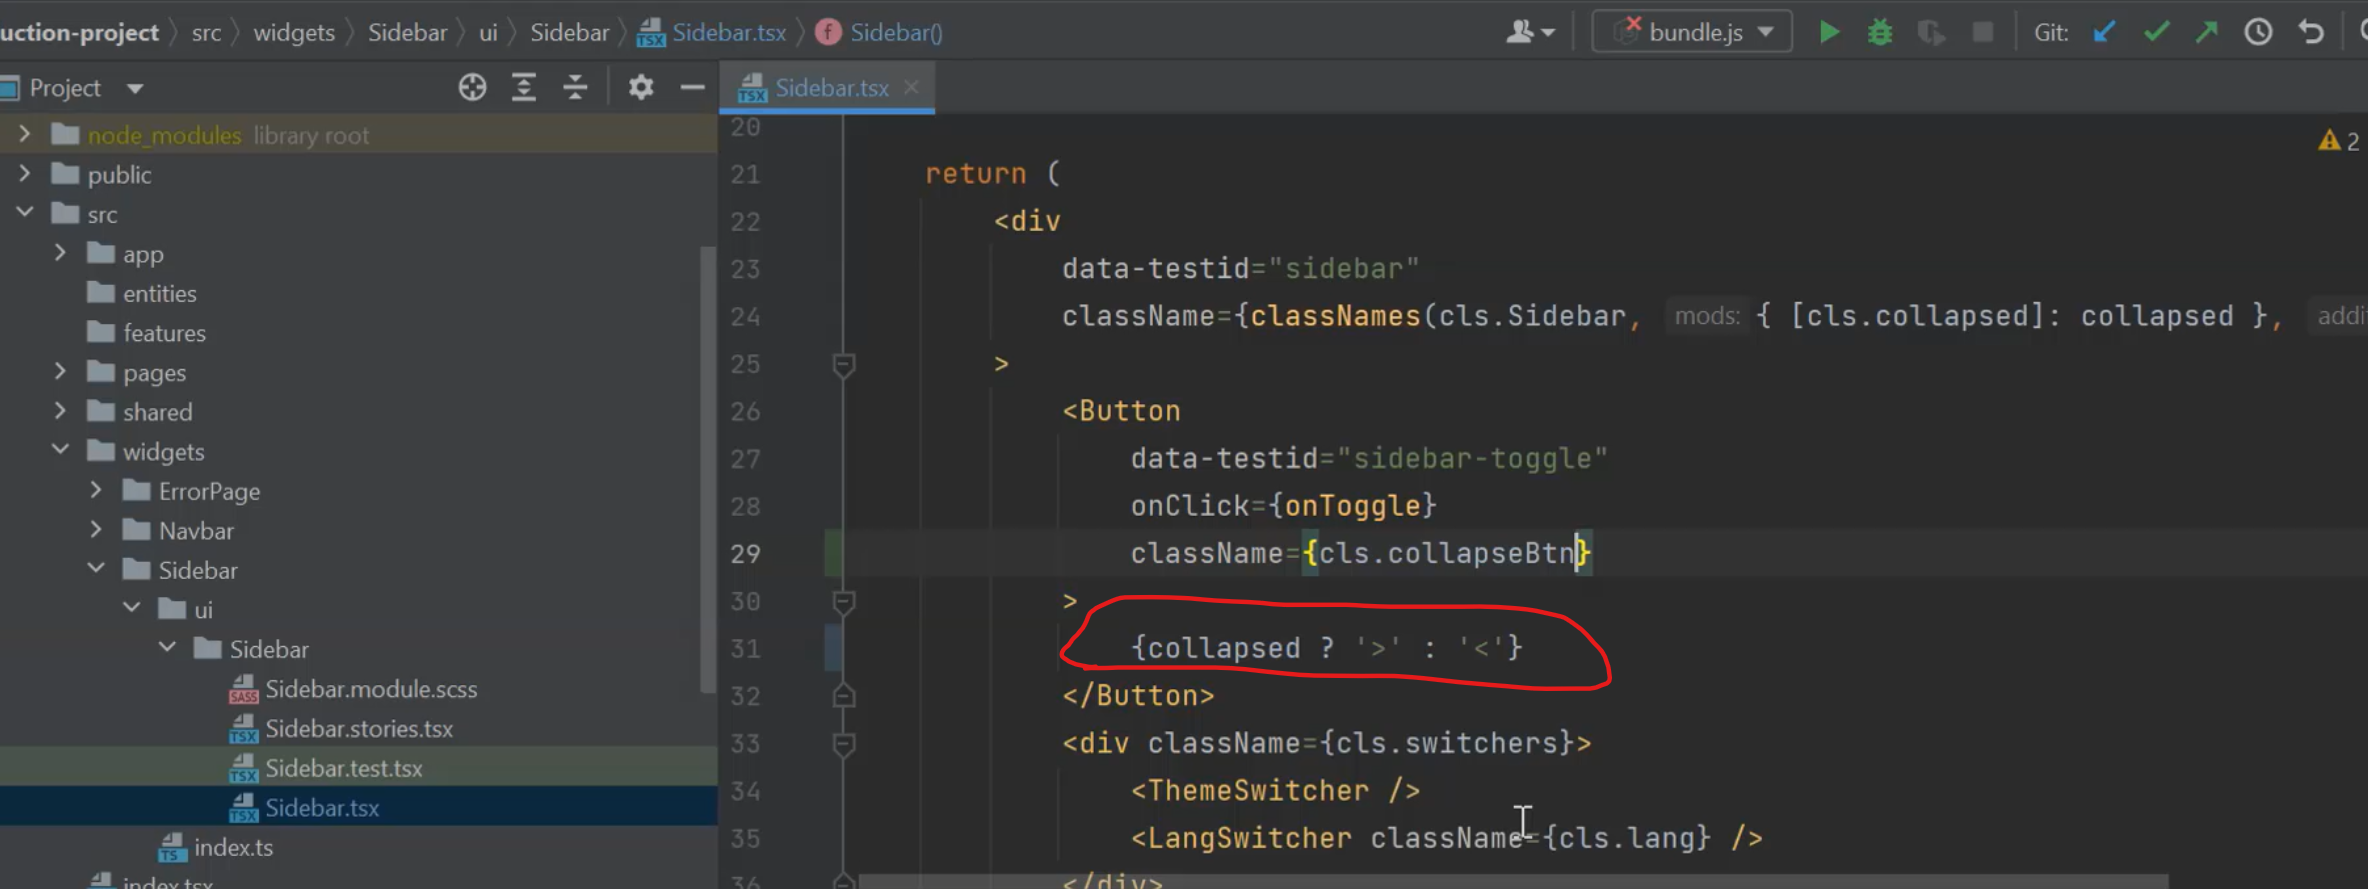 uction-project src widgets Sidebar ui Sidebar Sidebar.tsx f Sidebar() bundle.js Git:
Project
Sidebar.tsx
node_modules library root
public
src
app
entities
features
pages
shared
widgets
ErrorPage
Navbar
Sidebar
ui
Sidebar
Sidebar.module.scss
Sidebar.stories.tsx
Sidebar.test.tsx
Sidebar.tsx
index.ts
index.tsx
2
20
21 return (
22 <div
23 data-testid="sidebar"
24 className={classNames(cls.Sidebar, mods: { [cls.collapsed]: collapsed }, addit
25 >
26 <Button
27 data-testid="sidebar-toggle"
28 onClick={onToggle}
29 className={cls.collapseBtn}
30 >
31 {collapsed ? '>' : '<'}
32 </Button>
33 <div className={cls.switchers}>
34 <ThemeSwitcher />
35 <LangSwitcher className={cls.lang} />
36 </div>